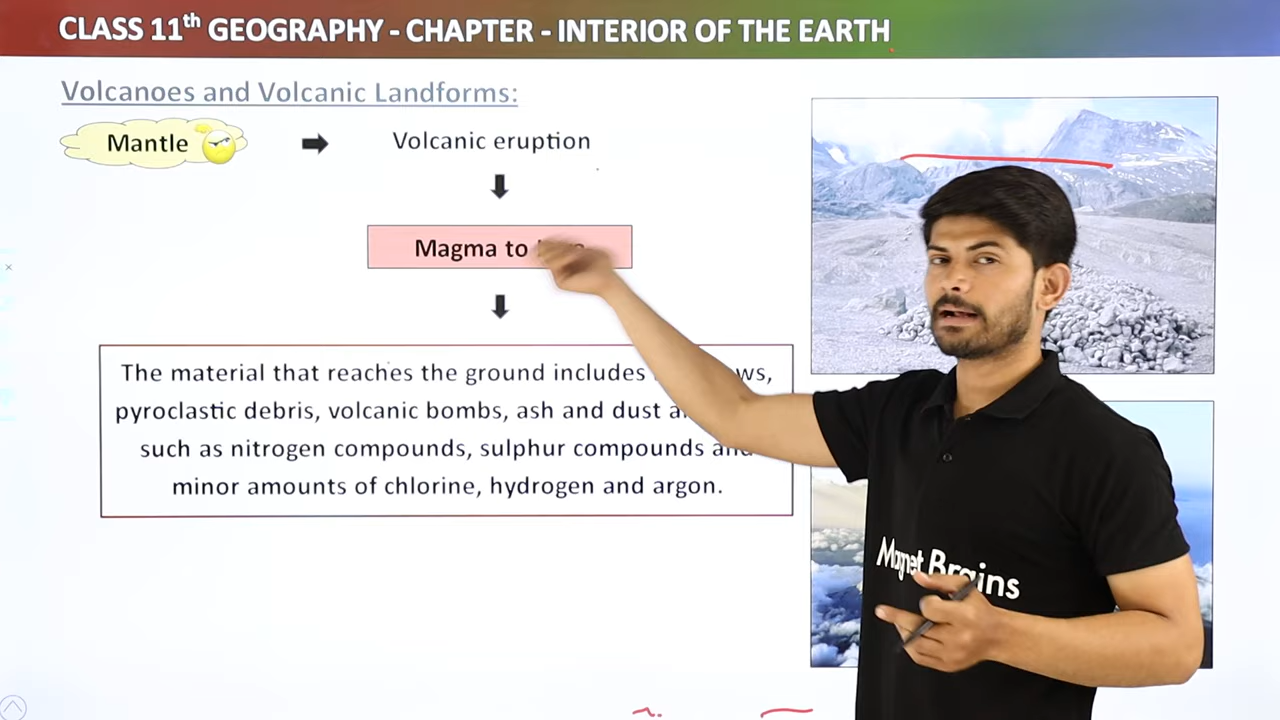 CLASS 11th GEOGRAPHY - CHAPTER - INTERIOR OF THE EARTH
Volcanoes and Volcanic Landforms:
Mantle
Volcanic eruption
Magma to
The material that reaches the ground includes
pyroclastic debris, volcanic bombs, ash and dust
such as nitrogen compounds, sulphur compounds and
minor amounts of chlorine, hydrogen and argon.
Magnet Brains